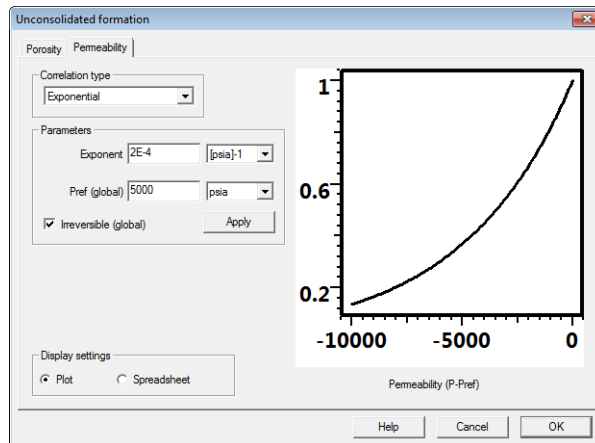 Unconsolidated formation
Porosity Permeability
Correlation type
Exponential
Parameters
Exponent 2E-4 [psia]-1
Pref (global) 5000 psia
Irreversible (global) Apply
1
0.6
0.2
-10000 -5000 0
Permeability (P-Pref)
Display settings
Plot Spreadsheet
Help Cancel OK